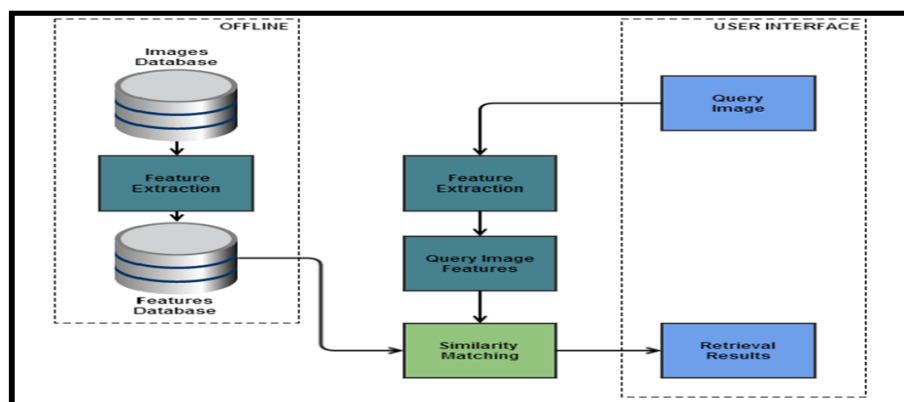 OFFLINE
Images
Database
Feature
Extraction
Features
Database
Feature
Extraction
Query Image
Features
Similarity
Matching
USER INTERFACE
Query
Image
Retrieval
Results